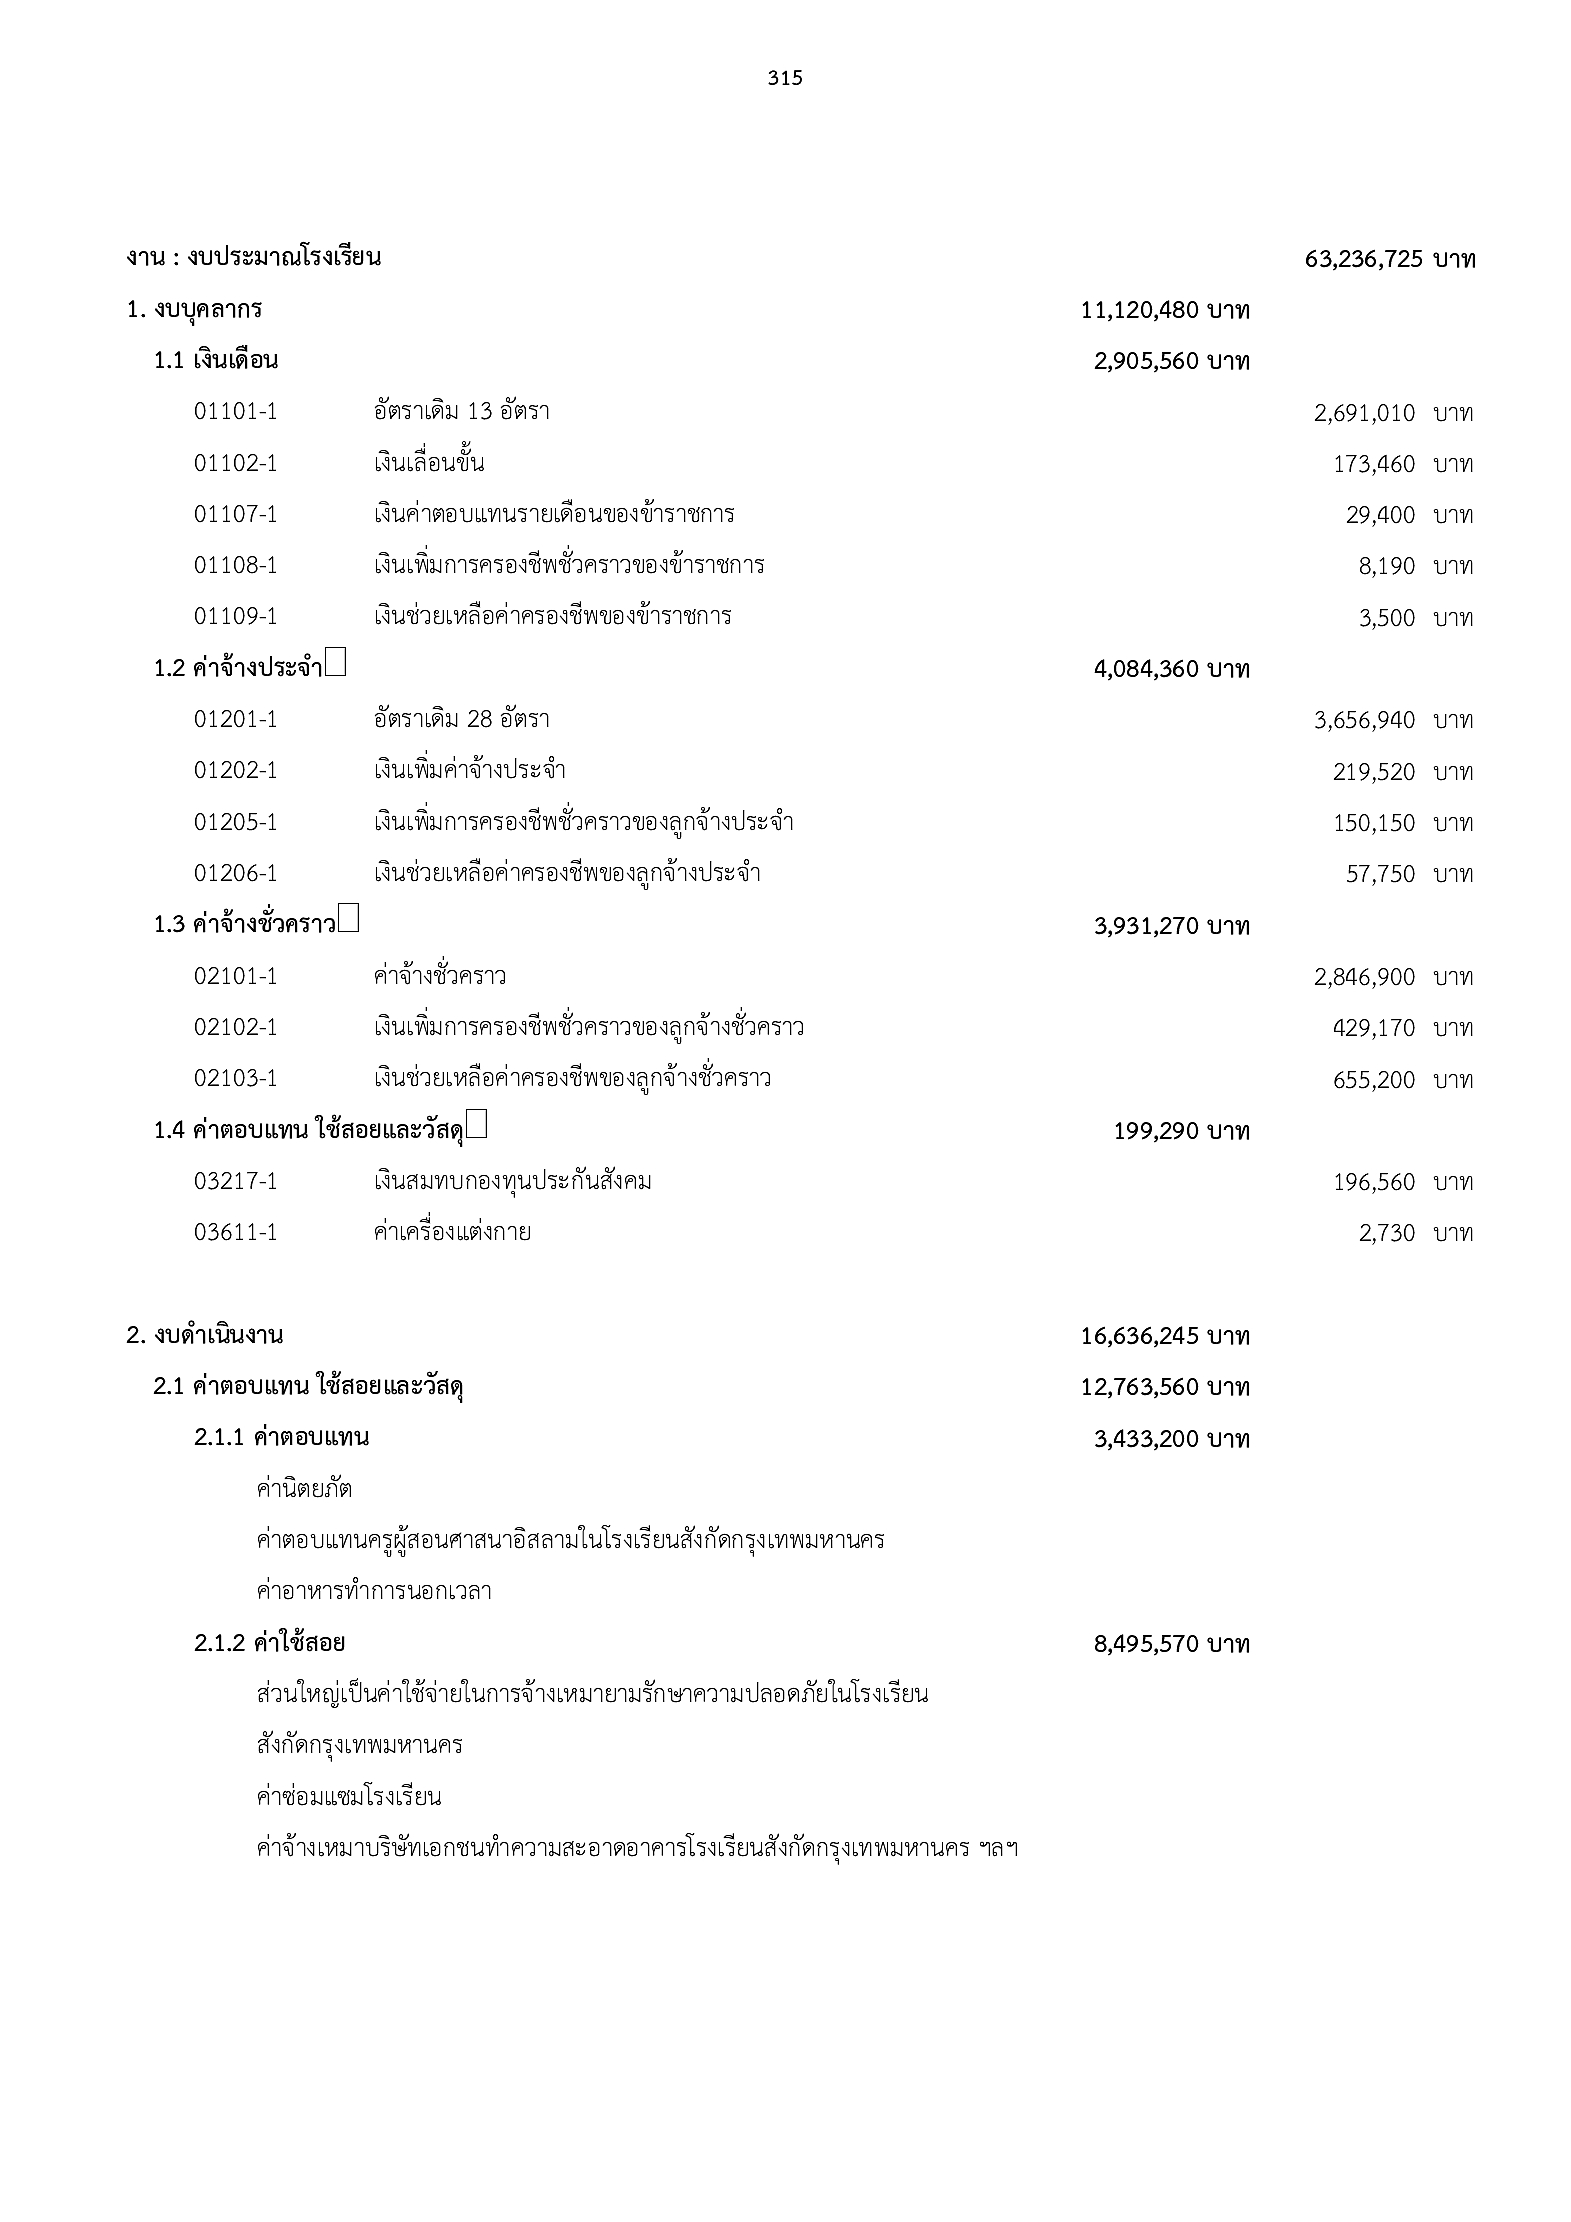 315
งาน : งบประมาณโรงเรียน 63,236,725 บาท
1. งบบุคลากร 11,120,480 บาท
1.1 เงินเดือน 2,905,560 บาท
01101-1 อัตราเดิม 13 อัตรา 2,691,010 บาท
01102-1 เงินเลื่อนขั้น 173,460 บาท
01107-1 เงินค่าตอบแทนรายเดือนของข้าราชการ 29,400 บาท
01108-1 เงินเพิ่มการครองชีพชั่วคราวของข้าราชการ 8,190 บาท
01109-1 เงินช่วยเหลือค่าครองชีพของข้าราชการ 3,500 บาท
1.2 ค่าจ้างประจำ 4,084,360 บาท
01201-1 อัตราเดิม 28 อัตรา 3,656,940 บาท
01202-1 เงินเพิ่มค่าจ้างประจำ 219,520 บาท
01205-1 เงินเพิ่มการครองชีพชั่วคราวของลูกจ้างประจำ 150,150 บาท
01206-1 เงินช่วยเหลือค่าครองชีพของลูกจ้างประจำ 57,750 บาท
1.3 ค่าจ้างชั่วคราว 3,931,270 บาท
02101-1 ค่าจ้างชั่วคราว 2,846,900 บาท
02102-1 เงินเพิ่มการครองชีพชั่วคราวของลูกจ้างชั่วคราว 429,170 บาท
02103-1 เงินช่วยเหลือค่าครองชีพของลูกจ้างชั่วคราว 655,200 บาท
1.4 ค่าตอบแทน ใช้สอยและวัสดุ 199,290 บาท
03217-1 เงินสมทบกองทุนประกันสังคม 196,560 บาท
03611-1 ค่าเครื่องแต่งกาย 2,730 บาท
2. งบดำเนินงาน 16,636,245 บาท
2.1 ค่าตอบแทน ใช้สอยและวัสดุ 12,763,560 บาท
2.1.1 ค่าตอบแทน 3,433,200 บาท
ค่านิตยภัต
ค่าตอบแทนครูผู้สอนศาสนาอิสลามในโรงเรียนสังกัดกรุงเทพมหานคร
ค่าอาหารทำการนอกเวลา
2.1.2 ค่าใช้สอย 8,495,570 บาท
ส่วนใหญ่เป็นค่าใช้จ่ายในการจ้างเหมายามรักษาความปลอดภัยในโรงเรียน
สังกัดกรุงเทพมหานคร
ค่าซ่อมแซมโรงเรียน
ค่าจ้างเหมาบริษัทเอกชนทำความสะอาดอาคารโรงเรียนสังกัดกรุงเทพมหานคร ฯลฯ